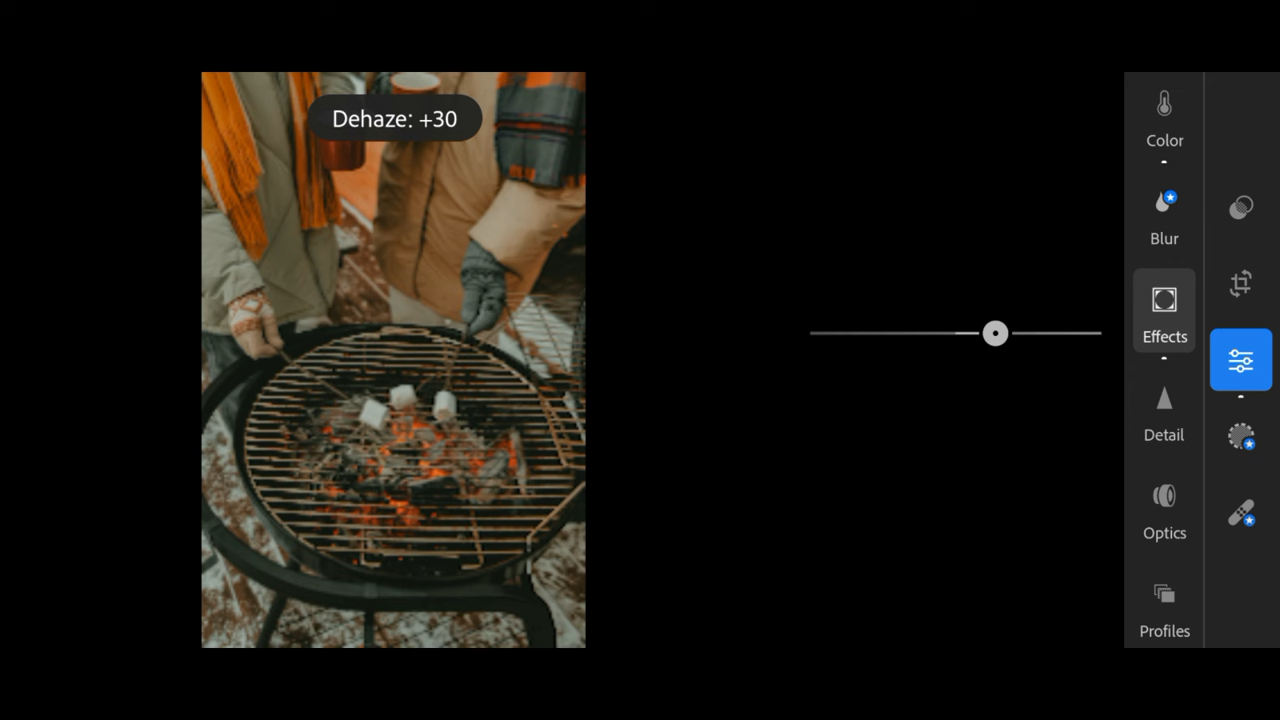 Dehaze: +30
Color
Blur
Effects
Detail
Optics
Profiles